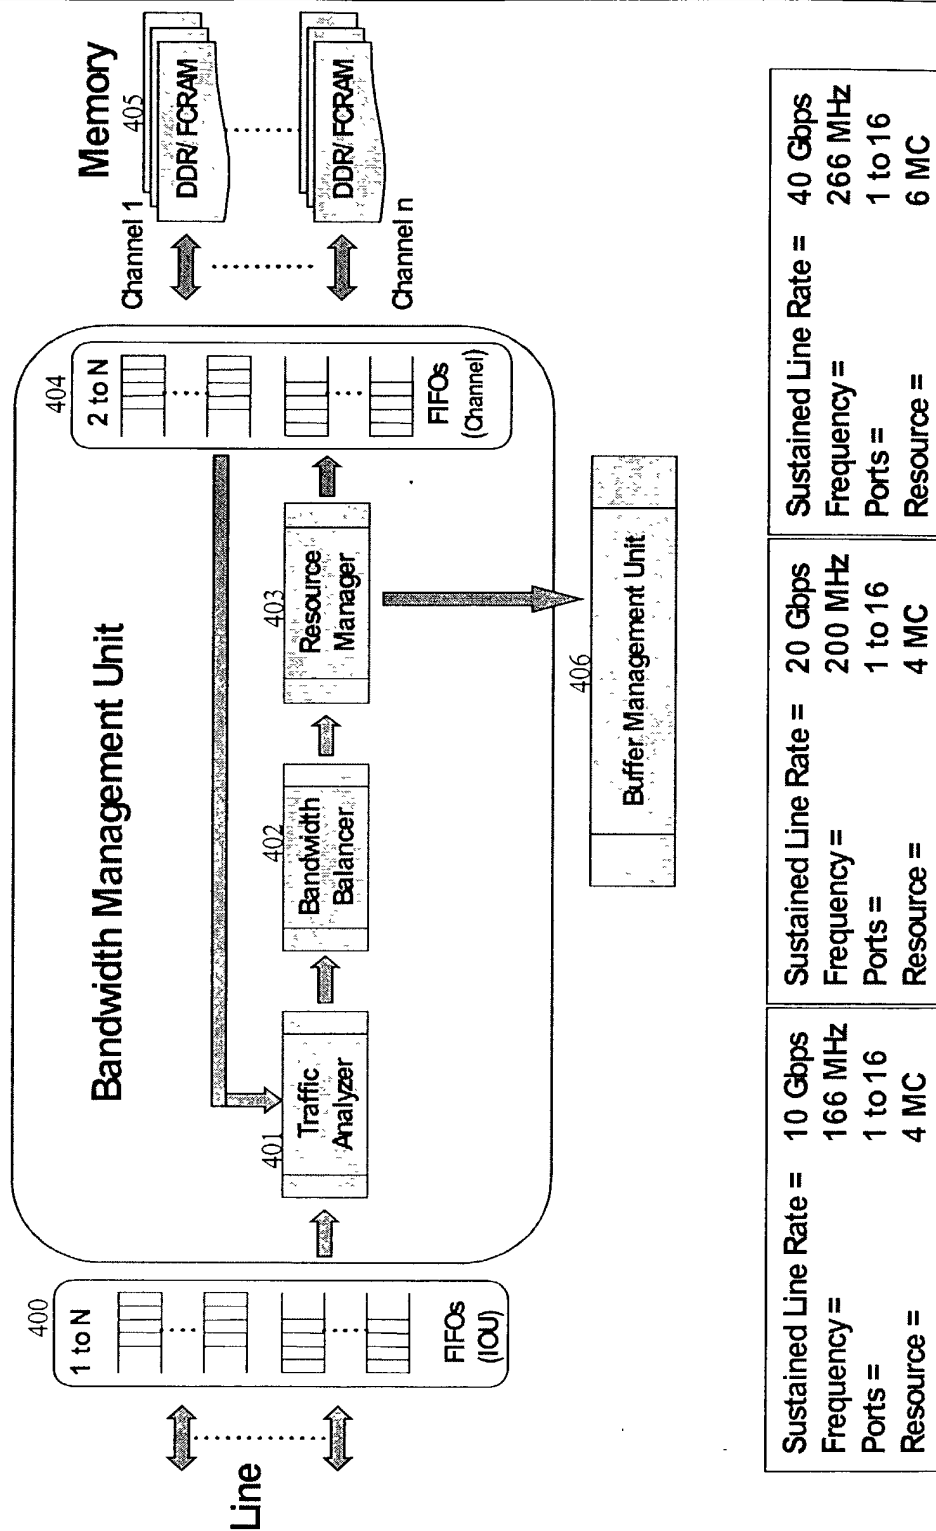 Bandwidth Management Unit
Memory
Line
400
1 to N
FIFOs
(IOU)
401
Traffic
Analyzer
402
Bandwidth
Balancer
403
Resource
Manager
404
2 to N
FIFOs
(Channel)
Channel 1
405
DDR/ FCRAM
DDR/ FCRAM
Channel n
406
Buffer Management Unit
Sustained Line Rate = 10 Gbps
Frequency = 166 MHz
Ports = 1 to 16
Resource = 4 MC
Sustained Line Rate = 20 Gbps
Frequency = 200 MHz
Ports = 1 to 16
Resource = 4 MC
Sustained Line Rate = 40 Gbps
Frequency = 266 MHz
Ports = 1 to 16
Resource = 6 MC